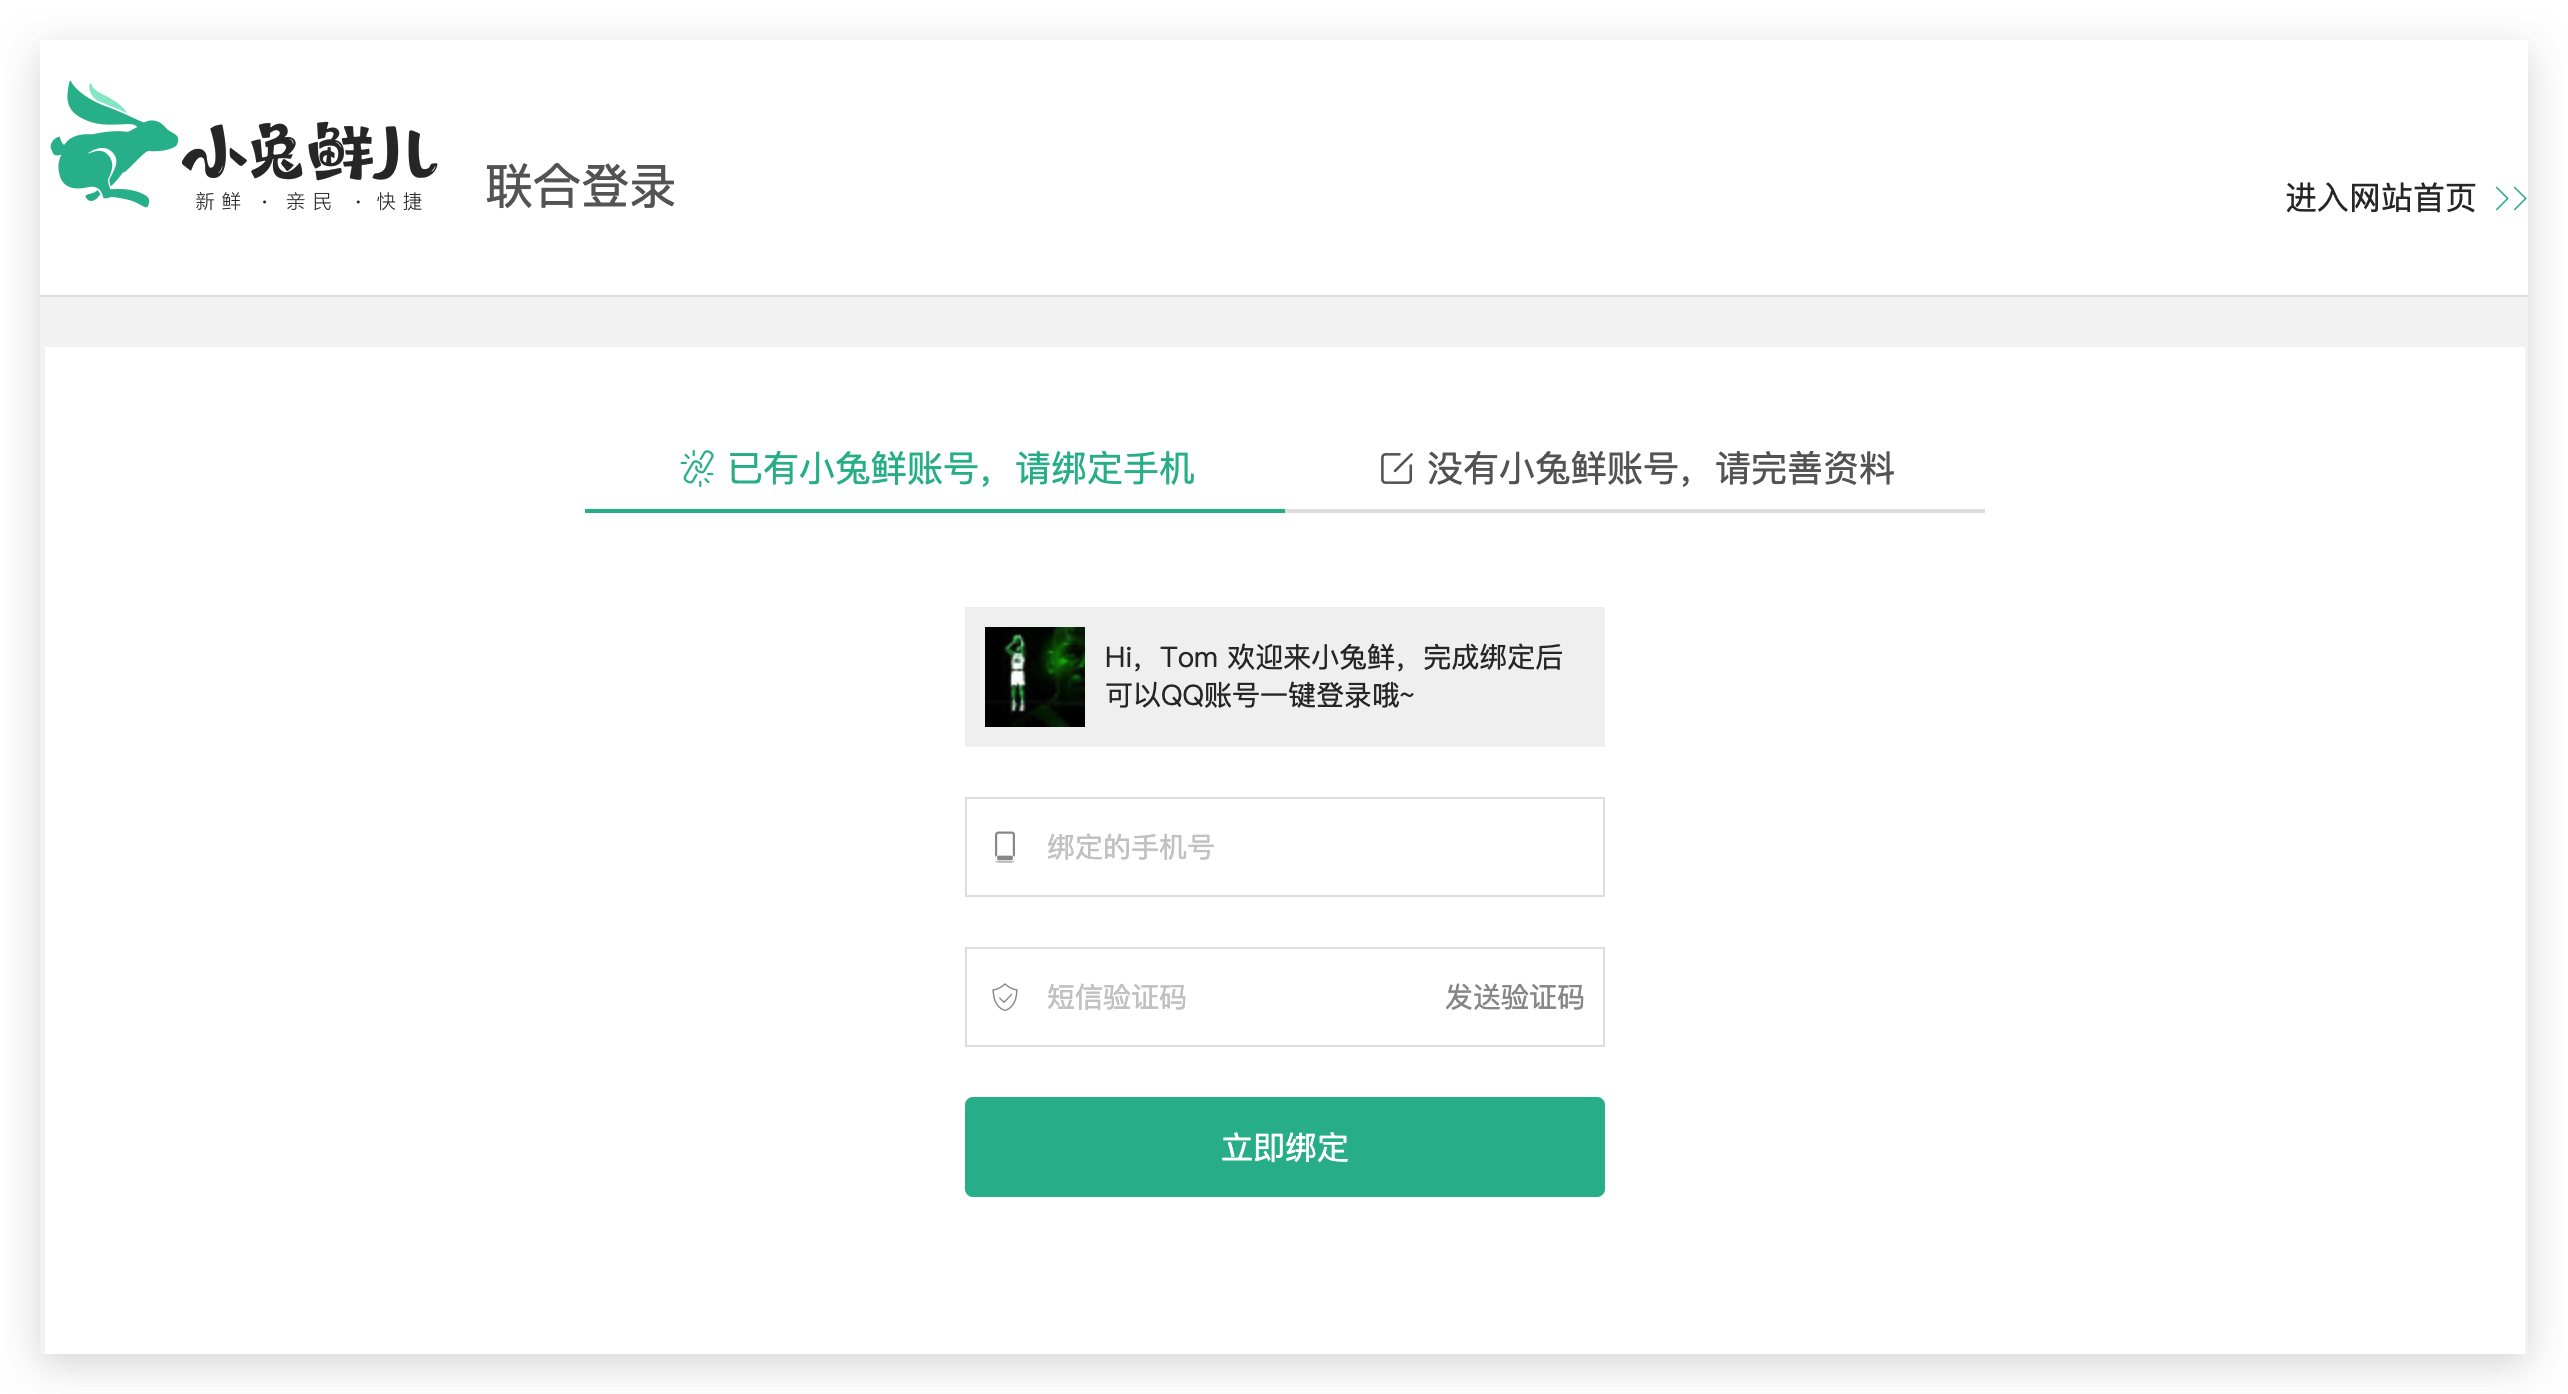 小兔鲜儿
新鲜 · 亲民 · 快捷
联合登录
进入网站首页
已有小兔鲜账号，请绑定手机
没有小兔鲜账号，请完善资料
Hi，Tom 欢迎来小兔鲜，完成绑定后
可以QQ账号一键登录哦~
绑定的手机号
短信验证码
发送验证码
立即绑定